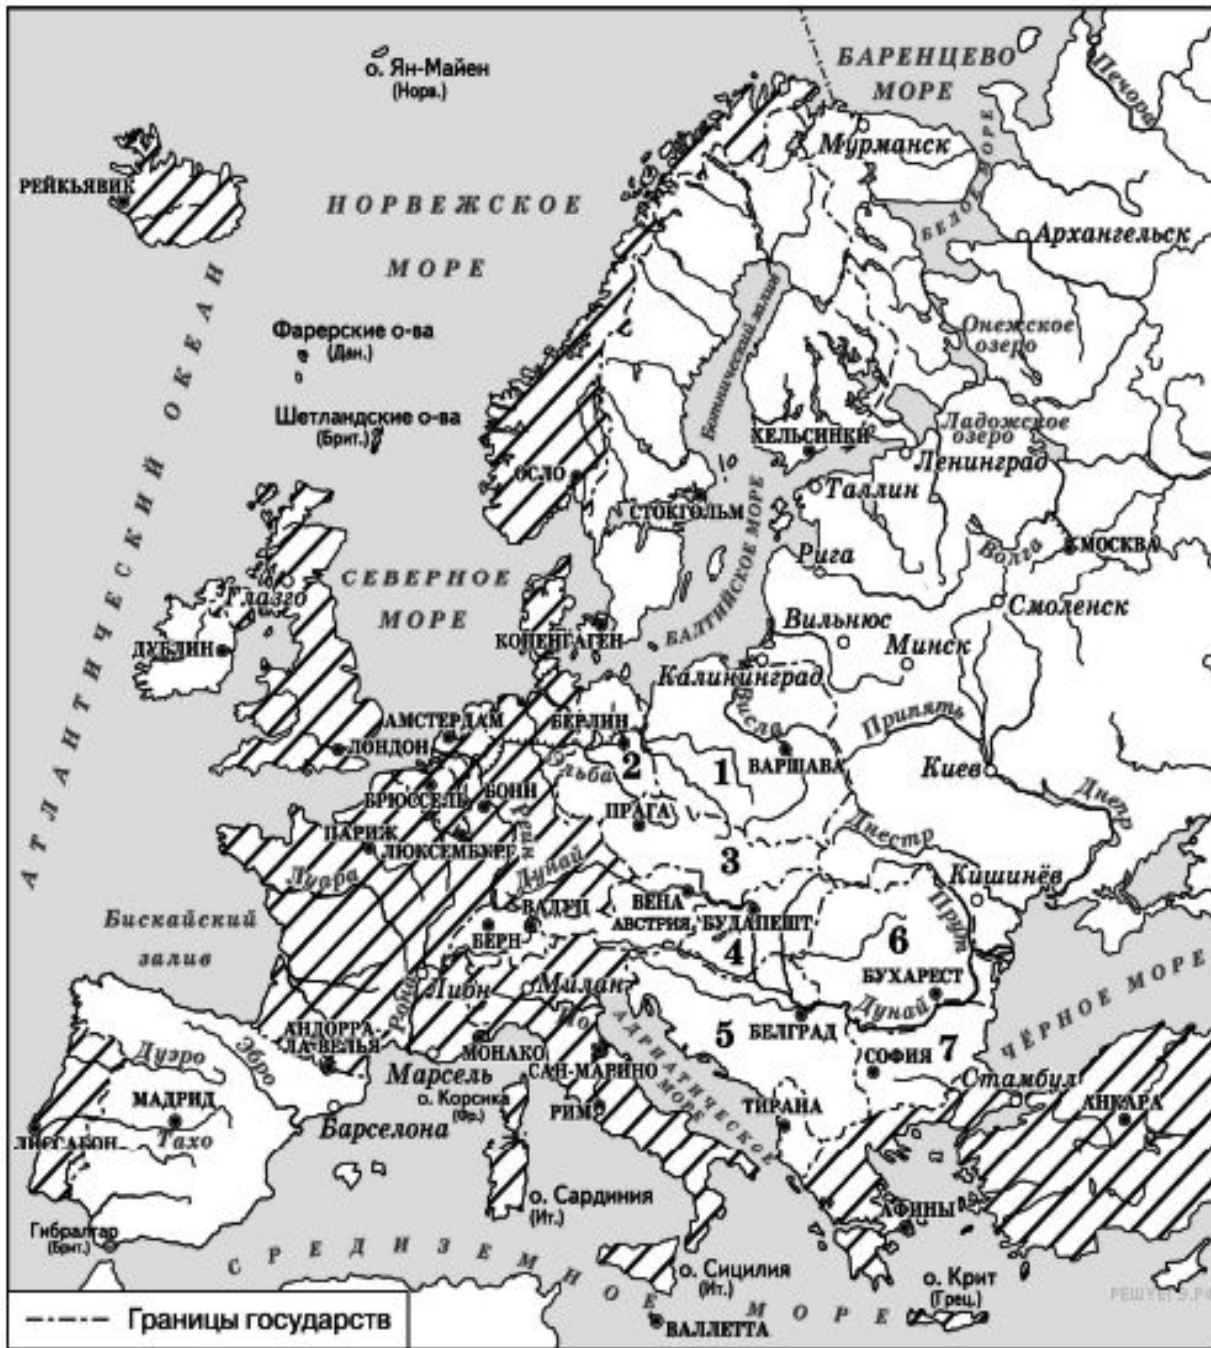 о. Ян-Майен
(Норв.)
БАРЕНЦЕВО
МОРЕ
Печора
Мурманск
БЕЛОЕ МОРЕ
РЕЙКЬЯВИК
НОРВЕЖСКОЕ
МОРЕ
Архангельск
АТЛАНТИЧЕСКИЙ ОКЕАН
Фарерские о-ва
(Дан.)
Ботнический залив
Онежское
озеро
Шетландские о-ва
(Брит.)
Ладожское
озеро
ХЕЛЬСИНКИ
Ленинград
ОСЛО
Таллин
СТОКГОЛЬМ
БАЛТИЙСКОЕ МОРЕ
Волга
МОСКВА
Рига
СЕВЕРНОЕ
МОРЕ
Глазго
Смоленск
Вильнюс
ДУБЛИН
КОПЕНГАГЕН
Минск
Калининград
Висла
Припять
АМСТЕРДАМ
БЕРЛИН
ЛОНДОН
2
1
ВАРШАВА
Киев
Эльба
БРЮССЕЛЬ
БОНН
Рейн
ПРАГА
Днепр
ПАРИЖ
ЛЮКСЕМБУРГ
Днестр
Луара
Дунай
3
Кишинёв
Бискайский
залив
ВАДУЦ
ВЕНА
АВСТРИЯ
БУДАПЕШТ
Прут
БЕРН
4
6
Рона
Лион
Милан
По
БУХАРЕСТ
Дунай
АНДОРРА-
ЛА-ВЕЛЬЯ
МОНАКО
АДРИАТИЧЕСКОЕ
МОРЕ
5
БЕЛГРАД
ЧЁРНОЕ МОРЕ
Дуэро
Эбро
Марсель
САН-МАРИНО
СОФИЯ
7
Стамбул
о. Корсика
(Фр.)
МАДРИД
РИМ
ТИРАНА
АНКАРА
ЛИССАБОН
Тахо
Барселона
о. Сардиния
(Ит.)
АФИНЫ
Гибралтар
(Брит.)
СРЕДИЗЕМНОЕ МОРЕ
о. Сицилия
(Ит.)
о. Крит
(Грец.)
ВАЛЛЕТТА
Границы государств
РЕШУЕГЭ.РФ